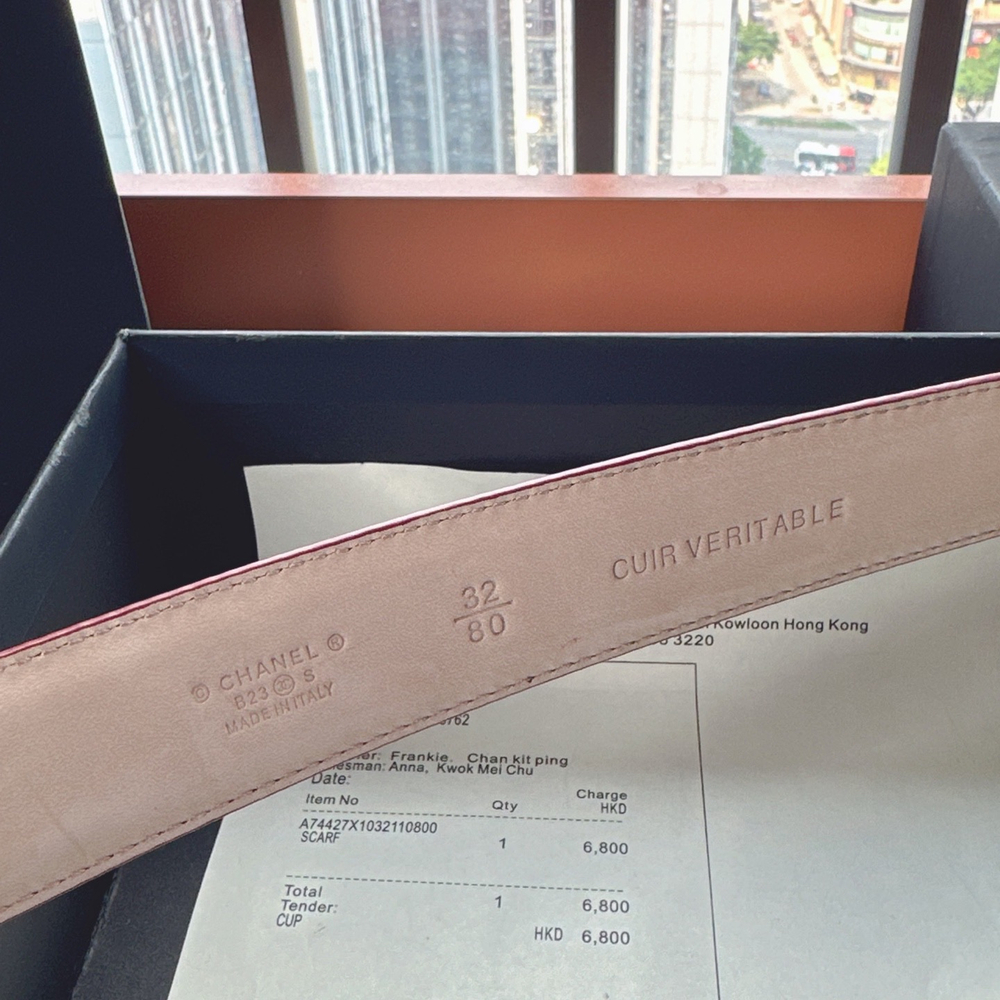 © CHANEL ®
B23 S
MADE IN ITALY
32
80
CUIR VERITABLE
Kowloon Hong Kong
3220
Frankie. Chan kit ping
Anna, Kwok Mei Chu
Date:
Item No Qty Charge
HKD
A74427X1032110800
SCARF 1 6,800
Total 1 6,800
Tender:
CUP HKD 6,800